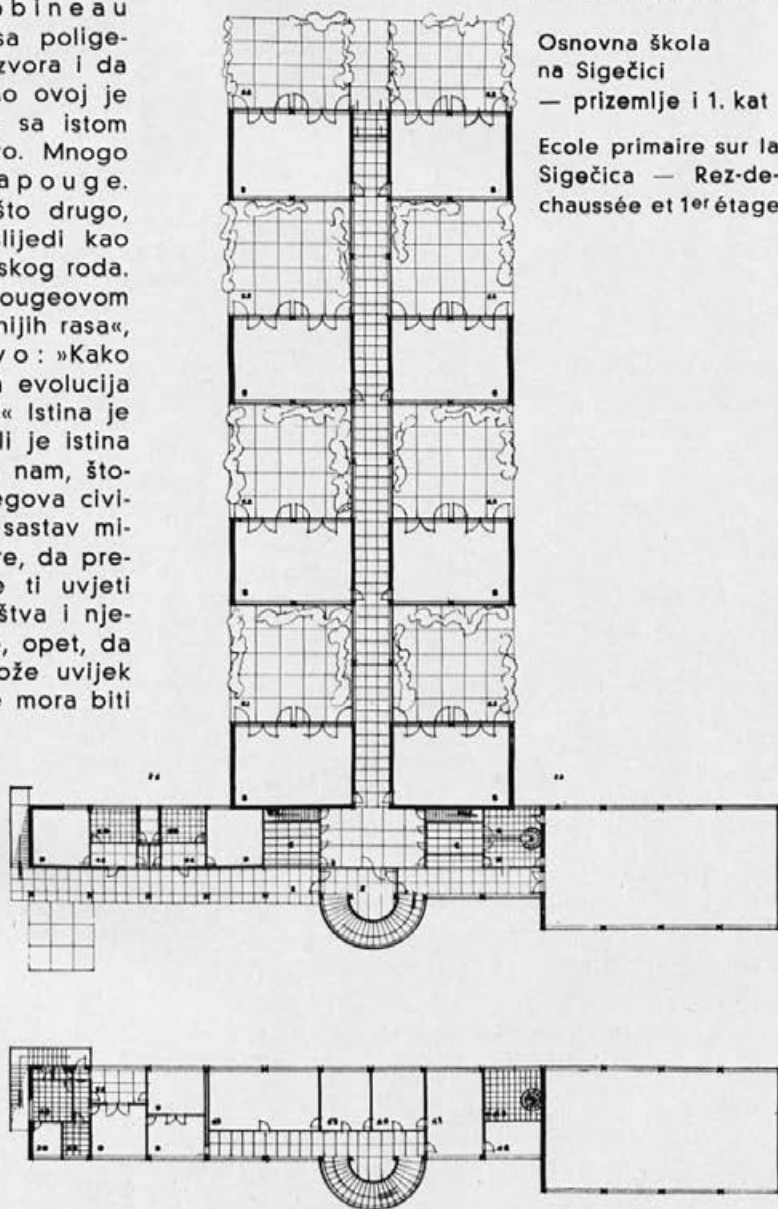 obineau
sa polige-
zvora i da
o ovoj je
sa istom
o. Mnogo
apouge.
što drugo,
lijedi kao
skog roda.
ougeovom
nijih rasa«,
vo: »Kako
evolucija
« Istina je
li je istina
nam, što-
egova civi-
sastav mi-
re, da pre-
e ti uvjeti
štva i nje-
, opet, da
ože uvijek
e mora biti
Osnovna škola
na Sigečici
— prizemlje i 1. kat
Ecole primaire sur la
Sigečica — Rez-de-
chaussée et 1er étage